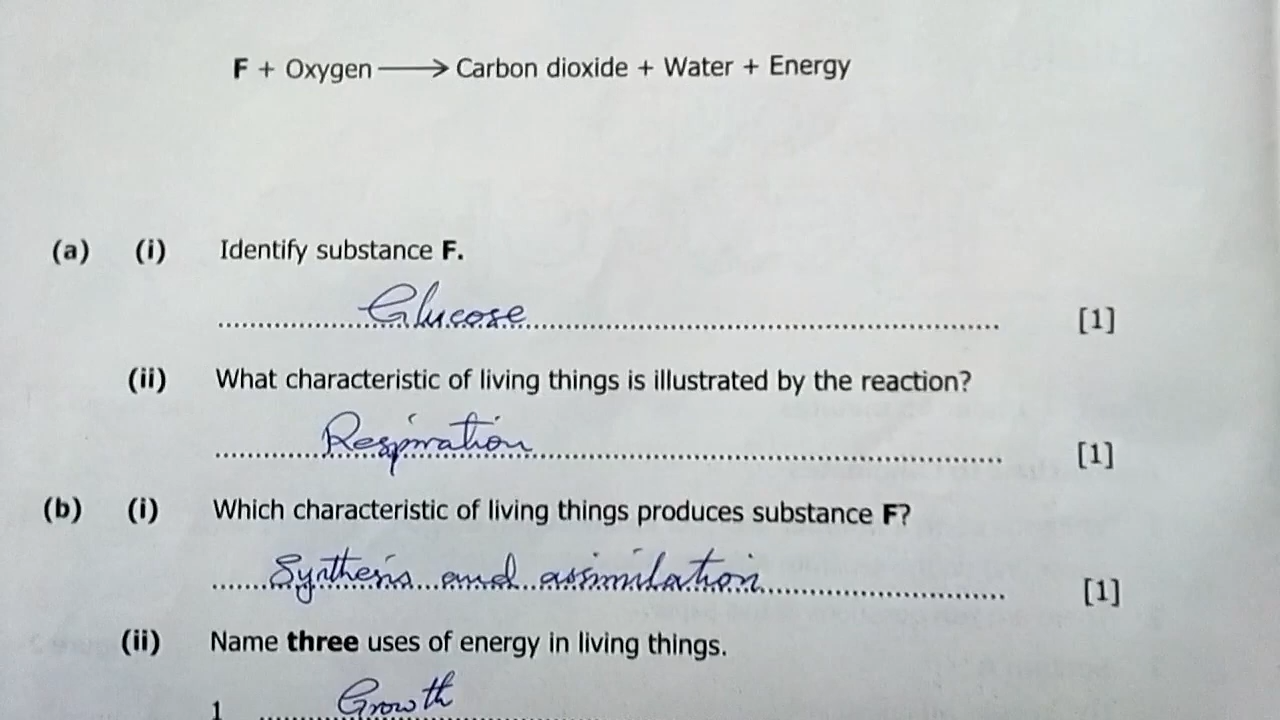 F + Oxygen ⟶ Carbon dioxide + Water + Energy
(a) (i) Identify substance F.
Glucose [1]
(ii) What characteristic of living things is illustrated by the reaction?
Respiration [1]
(b) (i) Which characteristic of living things produces substance F?
Synthesis and assimilation [1]
(ii) Name three uses of energy in living things.
1 Growth